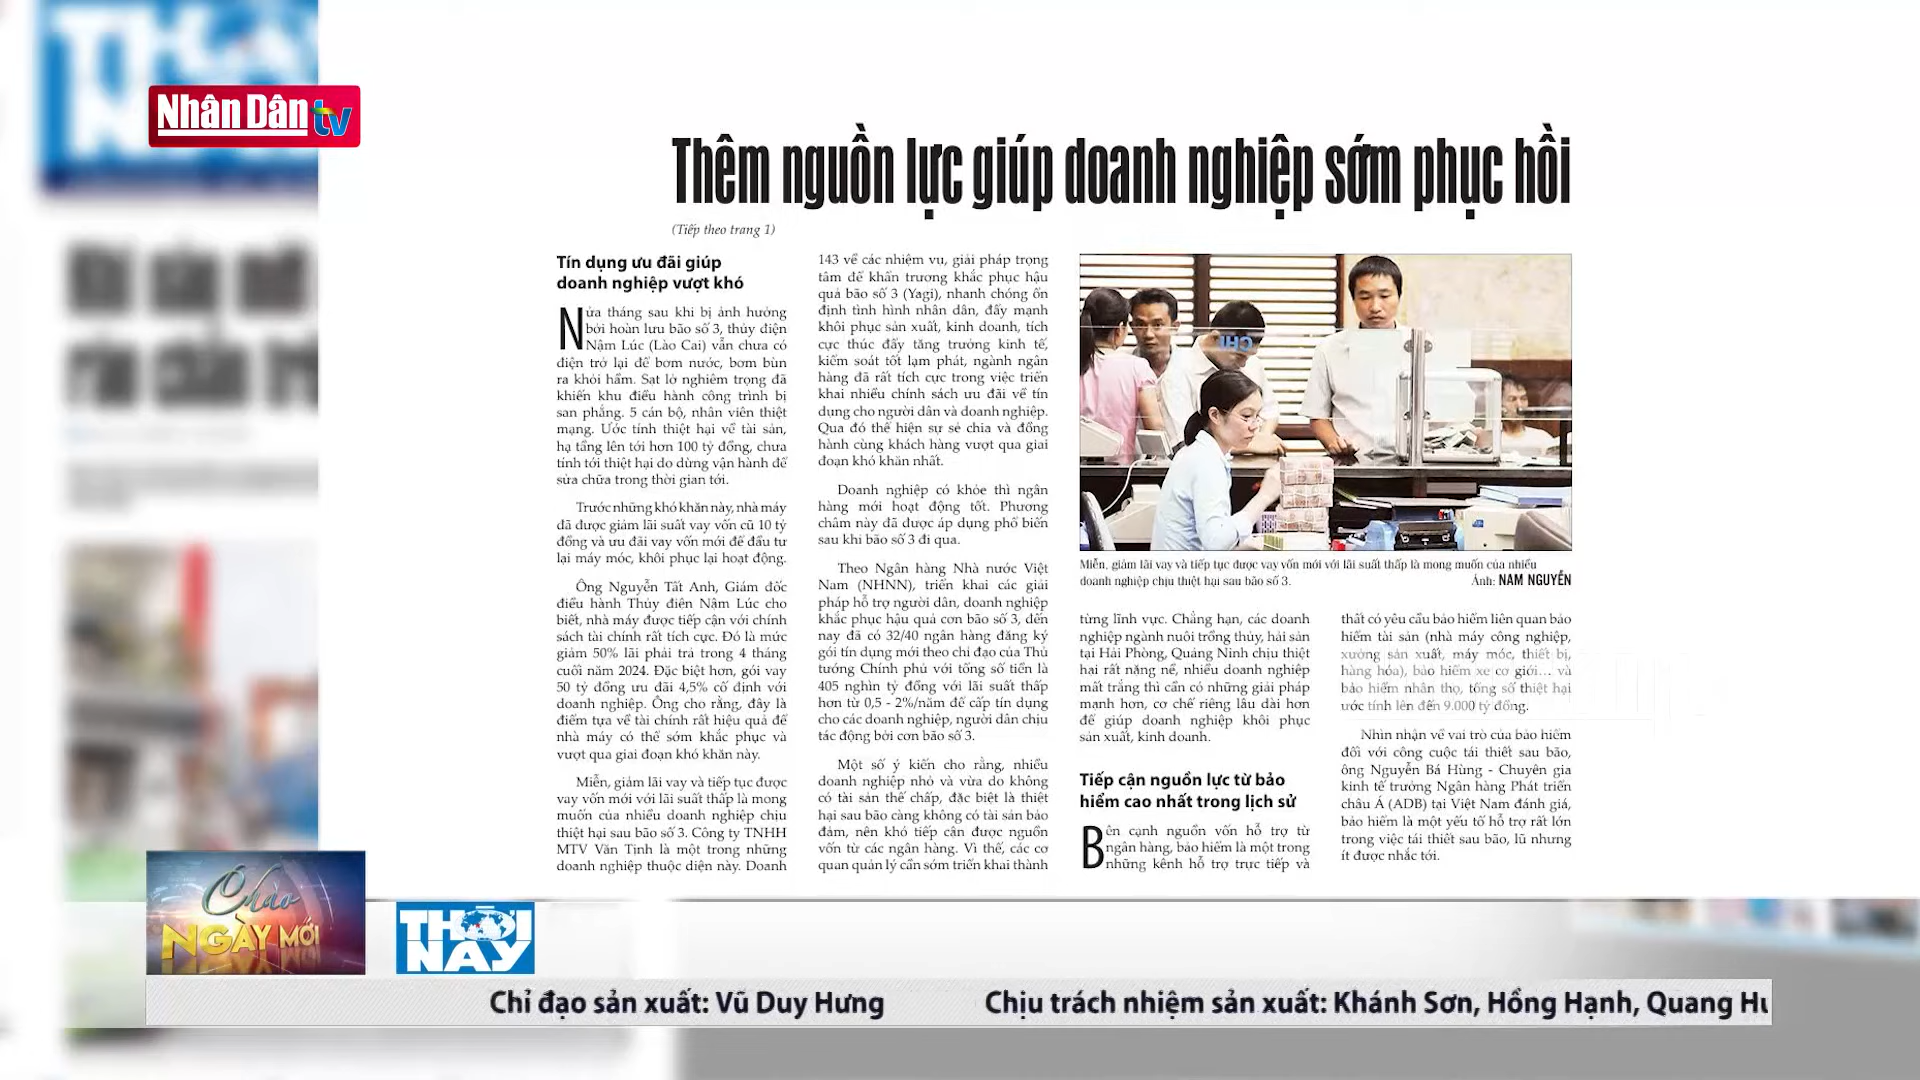 Nhân Dân tv
Thêm nguồn lực giúp doanh nghiệp sớm phục hồi
(Tiếp theo trang 1)
Tín dụng ưu đãi giúp
doanh nghiệp vượt khó
Nửa tháng sau khi bị ảnh hưởng
bởi hoàn lưu bão số 3, thủy điện
Nậm Lúc (Lào Cai) vẫn chưa có
điện trở lại để bơm nước, bơm bùn
ra khỏi hầm. Sạt lở nghiêm trọng đã
khiến khu điều hành công trình bị
san phẳng. 5 cán bộ, nhân viên thiệt
mạng. Ước tính thiệt hại về tài sản,
hạ tầng lên tới hơn 100 tỷ đồng, chưa
tính tới thiệt hại do dừng vận hành để
sửa chữa trong thời gian tới.
Trước những khó khăn này, nhà máy
đã được giảm lãi suất vay vốn cũ 10 tỷ
đồng và ưu đãi vay vốn mới để đầu tư
lại máy móc, khôi phục lại hoạt động.
Ông Nguyễn Tất Anh, Giám đốc
điều hành Thủy điện Nậm Lúc cho
biết, nhà máy được tiếp cận với chính
sách tài chính rất tích cực. Đó là mức
giảm 50% lãi phải trả trong 4 tháng
cuối năm 2024. Đặc biệt hơn, gói vay
50 tỷ đồng ưu đãi 4,5% cố định với
doanh nghiệp. Ông cho rằng, đây là
điểm tựa về tài chính rất hiệu quả để
nhà máy có thể sớm khắc phục và
vượt qua giai đoạn khó khăn này.
Miễn, giảm lãi vay và tiếp tục được
vay vốn mới với lãi suất thấp là mong
muốn của nhiều doanh nghiệp chịu
thiệt hại sau bão số 3. Công ty TNHH
MTV Văn Tịnh là một trong những
doanh nghiệp thuộc diện này. Doanh
143 về các nhiệm vụ, giải pháp trọng
tâm để khẩn trương khắc phục hậu
quả bão số 3 (Yagi), nhanh chóng ổn
định tình hình nhân dân, đẩy mạnh
khôi phục sản xuất, kinh doanh, tích
cực thúc đẩy tăng trưởng kinh tế,
kiểm soát tốt lạm phát, ngành ngân
hàng đã rất tích cực trong việc triển
khai nhiều chính sách ưu đãi về tín
dụng cho người dân và doanh nghiệp.
Qua đó thể hiện sự sẻ chia và đồng
hành cùng khách hàng vượt qua giai
đoạn khó khăn nhất.
Doanh nghiệp có khỏe thì ngân
hàng mới hoạt động tốt. Phương
châm này đã được áp dụng phổ biến
sau khi bão số 3 đi qua.
Theo Ngân hàng Nhà nước Việt
Nam (NHNN), triển khai các giải
pháp hỗ trợ người dân, doanh nghiệp
khắc phục hậu quả cơn bão số 3, đến
nay đã có 32/40 ngân hàng đăng ký
gói tín dụng mới theo chỉ đạo của Thủ
tướng Chính phủ với tổng số tiền là
405 nghìn tỷ đồng với lãi suất thấp
hơn từ 0,5 - 2%/năm để cấp tín dụng
cho các doanh nghiệp, người dân chịu
tác động bởi cơn bão số 3.
Một số ý kiến cho rằng, nhiều
doanh nghiệp nhỏ và vừa do không
có tài sản thế chấp, đặc biệt là thiệt
hại sau bão càng không có tài sản bảo
đảm, nên khó tiếp cận được nguồn
vốn từ các ngân hàng. Vì thế, các cơ
quan quản lý cần sớm triển khai thành
CHI
Miễn, giảm lãi vay và tiếp tục được vay vốn mới với lãi suất thấp là mong muốn của nhiều
doanh nghiệp chịu thiệt hại sau bão số 3. Ảnh: NAM NGUYỄN
từng lĩnh vực. Chẳng hạn, các doanh
nghiệp ngành nuôi trồng thủy, hải sản
tại Hải Phòng, Quảng Ninh chịu thiệt
hại rất nặng nề, nhiều doanh nghiệp
mất trắng thì cần có những giải pháp
mạnh hơn, cơ chế riêng lâu dài hơn
để giúp doanh nghiệp khôi phục
sản xuất, kinh doanh.
Tiếp cận nguồn lực từ bảo
hiểm cao nhất trong lịch sử
Bên cạnh nguồn vốn hỗ trợ từ
ngân hàng, bảo hiểm là một trong
những kênh hỗ trợ trực tiếp và
thất có yêu cầu bảo hiểm liên quan bảo
hiểm tài sản (nhà máy công nghiệp,
xưởng sản xuất, máy móc, thiết bị,
hàng hóa), bảo hiểm xe cơ giới... và
bảo hiểm nhân thọ, tổng số thiệt hại
ước tính lên đến 9.000 tỷ đồng.
Nhìn nhận về vai trò của bảo hiểm
đối với công cuộc tái thiết sau bão,
ông Nguyễn Bá Hùng - Chuyên gia
kinh tế trưởng Ngân hàng Phát triển
châu Á (ADB) tại Việt Nam đánh giá,
bảo hiểm là một yếu tố hỗ trợ rất lớn
trong việc tái thiết sau bão, lũ nhưng
ít được nhắc tới.
Chào
NGÀY MỚI
THỜI
NAY
Chỉ đạo sản xuất: Vũ Duy Hưng Chịu trách nhiệm sản xuất: Khánh Sơn, Hồng Hạnh, Quang